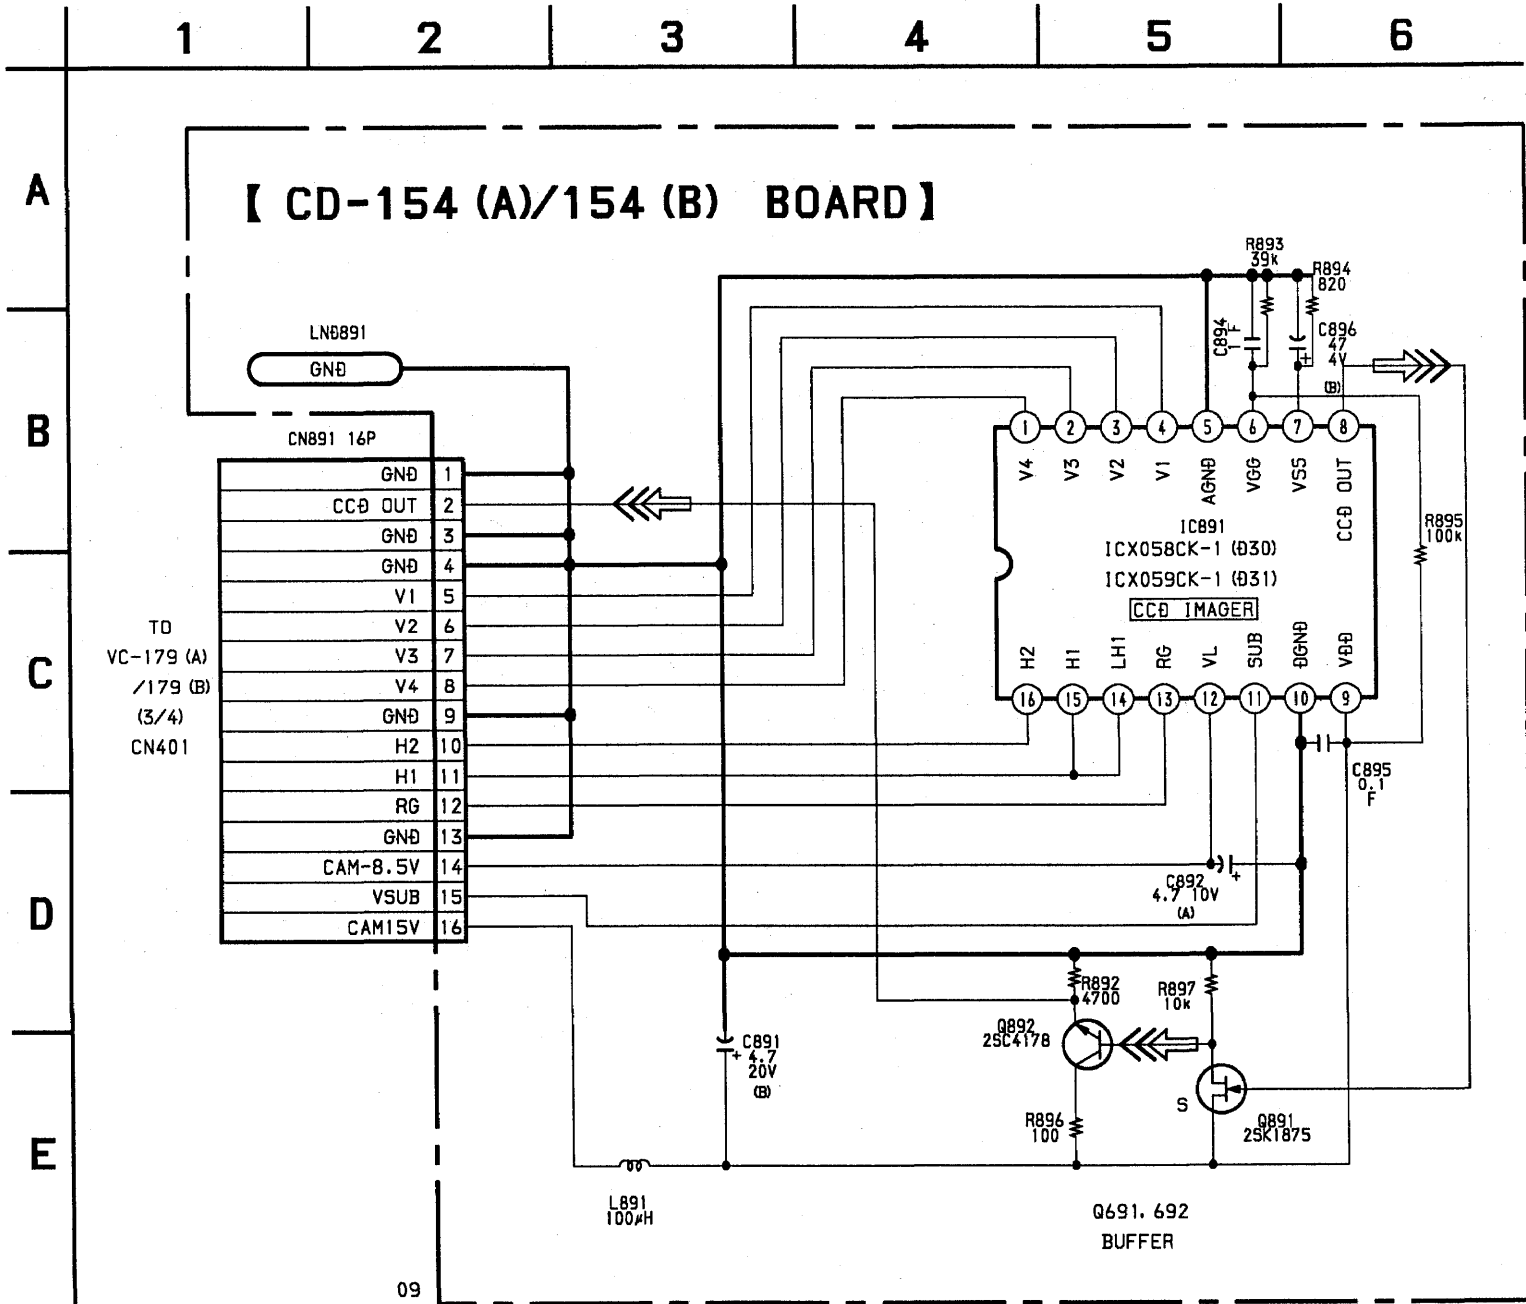 1 2 3 4 5 6
A
B
C
D
E
【 CD-154 (A)/154 (B) BOARD 】
LND891
GND
CN891 16P
GND 1
CCD OUT 2
GND 3
GND 4
V1 5
V2 6
V3 7
V4 8
GND 9
H2 10
H1 11
RG 12
GND 13
CAM-8.5V 14
VSUB 15
CAM15V 16
TO
VC-179 (A)
/179 (B)
(3/4)
CN401
R893
39k
R894
820
C894
1 F
C896
47
4V
(B)
1 2 3 4 5 6 7 8
V4 V3 V2 V1 AGND VGG VSS CCD OUT
IC891
ICX058CK-1 (D30)
ICX059CK-1 (D31)
CCD IMAGER
H2 H1 LH1 RG VL SUB DGND VDD
16 15 14 13 12 11 10 9
R895
100k
C895
0.1
F
C892
4.7 10V
(A)
+
R892
4700
R897
10k
Q892
2SC4178
C891
+ 4.7
20V
(B)
S
Q891
2SK1875
R896
100
L891
100μH
Q691. 692
BUFFER
09